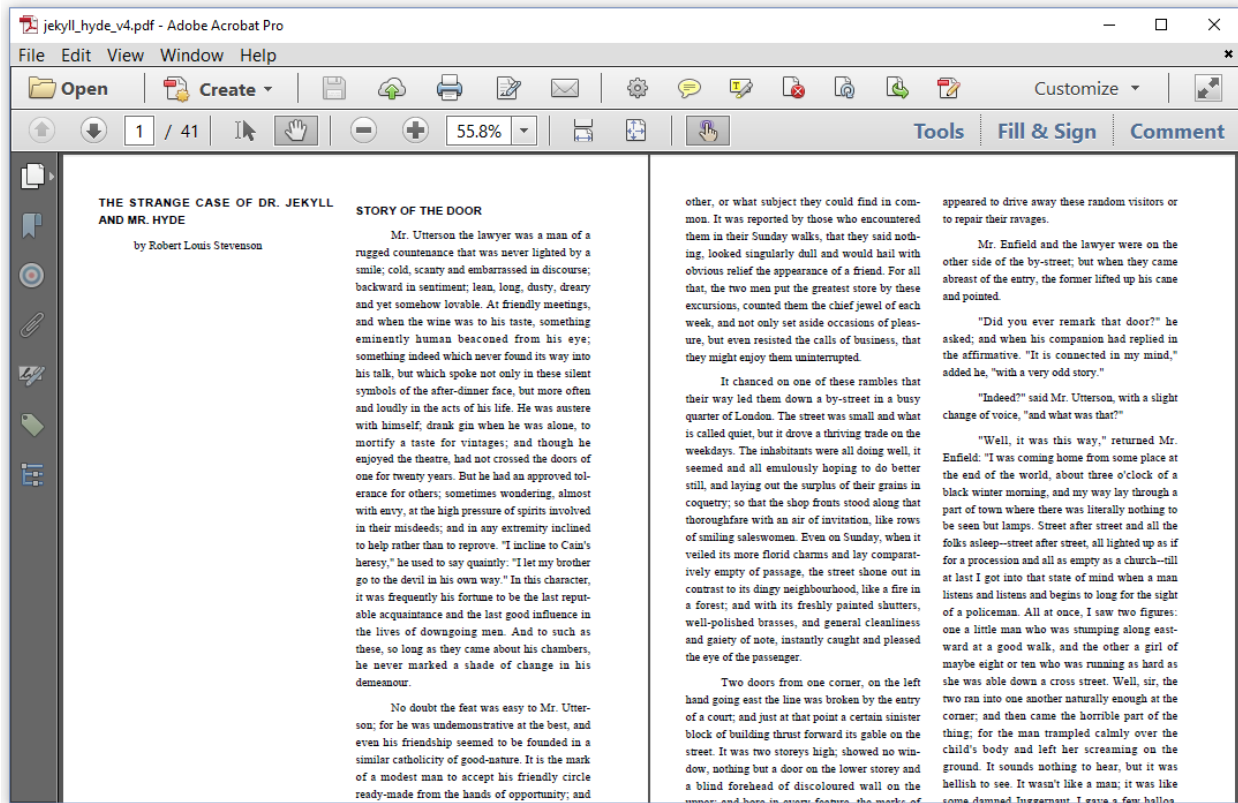 jekyll_hyde_v4.pdf - Adobe Acrobat Pro
File Edit View Window Help
Open
Create
Customize
1 / 41
55.8%
Tools
Fill & Sign
Comment
THE STRANGE CASE OF DR. JEKYLL
AND MR. HYDE
by Robert Louis Stevenson
STORY OF THE DOOR
Mr. Utterson the lawyer was a man of a
rugged countenance that was never lighted by a
smile; cold, scanty and embarrassed in discourse;
backward in sentiment; lean, long, dusty, dreary
and yet somehow lovable. At friendly meetings,
and when the wine was to his taste, something
eminently human beaconed from his eye;
something indeed which never found its way into
his talk, but which spoke not only in these silent
symbols of the after-dinner face, but more often
and loudly in the acts of his life. He was austere
with himself; drank gin when he was alone, to
mortify a taste for vintages; and though he
enjoyed the theatre, had not crossed the doors of
one for twenty years. But he had an approved tol-
erance for others; sometimes wondering, almost
with envy, at the high pressure of spirits involved
in their misdeeds; and in any extremity inclined
to help rather than to reprove. "I incline to Cain's
heresy," he used to say quaintly: "I let my brother
go to the devil in his own way." In this character,
it was frequently his fortune to be the last reput-
able acquaintance and the last good influence in
the lives of downgoing men. And to such as
these, so long as they came about his chambers,
he never marked a shade of change in his
demeanour.
No doubt the feat was easy to Mr. Utter-
son; for he was undemonstrative at the best, and
even his friendship seemed to be founded in a
similar catholicity of good-nature. It is the mark
of a modest man to accept his friendly circle
ready-made from the hands of opportunity; and
other, or what subject they could find in com-
mon. It was reported by those who encountered
them in their Sunday walks, that they said noth-
ing, looked singularly dull and would hail with
obvious relief the appearance of a friend. For all
that, the two men put the greatest store by these
excursions, counted them the chief jewel of each
week, and not only set aside occasions of pleas-
ure, but even resisted the calls of business, that
they might enjoy them uninterrupted.
It chanced on one of these rambles that
their way led them down a by-street in a busy
quarter of London. The street was small and what
is called quiet, but it drove a thriving trade on the
weekdays. The inhabitants were all doing well, it
seemed and all emulously hoping to do better
still, and laying out the surplus of their grains in
coquetry; so that the shop fronts stood along that
thoroughfare with an air of invitation, like rows
of smiling saleswomen. Even on Sunday, when it
veiled its more florid charms and lay comparat-
ively empty of passage, the street shone out in
contrast to its dingy neighbourhood, like a fire in
a forest; and with its freshly painted shutters,
well-polished brasses, and general cleanliness
and gaiety of note, instantly caught and pleased
the eye of the passenger.
Two doors from one corner, on the left
hand going east the line was broken by the entry
of a court; and just at that point a certain sinister
block of building thrust forward its gable on the
street. It was two storeys high; showed no win-
dow, nothing but a door on the lower storey and
a blind forehead of discoloured wall on the
upper; and bore in every feature, the marks of
appeared to drive away these random visitors or
to repair their ravages.
Mr. Enfield and the lawyer were on the
other side of the by-street; but when they came
abreast of the entry, the former lifted up his cane
and pointed.
"Did you ever remark that door?" he
asked; and when his companion had replied in
the affirmative. "It is connected in my mind,"
added he, "with a very odd story."
"Indeed?" said Mr. Utterson, with a slight
change of voice, "and what was that?"
"Well, it was this way," returned Mr.
Enfield: "I was coming home from some place at
the end of the world, about three o'clock of a
black winter morning, and my way lay through a
part of town where there was literally nothing to
be seen but lamps. Street after street and all the
folks asleep--street after street, all lighted up as if
for a procession and all as empty as a church--till
at last I got into that state of mind when a man
listens and listens and begins to long for the sight
of a policeman. All at once, I saw two figures:
one a little man who was stumping along east-
ward at a good walk, and the other a girl of
maybe eight or ten who was running as hard as
she was able down a cross street. Well, sir, the
two ran into one another naturally enough at the
corner; and then came the horrible part of the
thing; for the man trampled calmly over the
child's body and left her screaming on the
ground. It sounds nothing to hear, but it was
hellish to see. It wasn't like a man; it was like
some damned Juggernaut. I gave a few halloa,